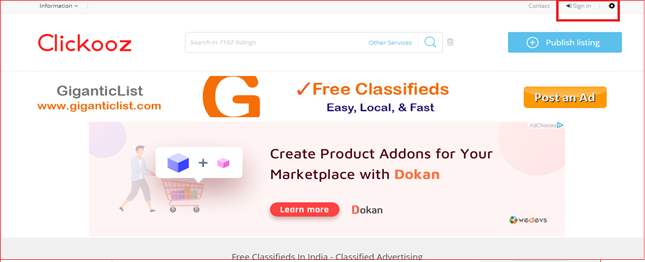 Information
Contact
Sign in
Clickooz
Search in 7162 listings
Other Services
Publish listing
GiganticList
www.giganticlist.com
G
✓Free Classifieds
Easy, Local, & Fast
Post an Ad
AdChoices
Create Product Addons for Your
Marketplace with Dokan
Learn more
Dokan
wedevs
Free Classifieds In India - Classified Advertising